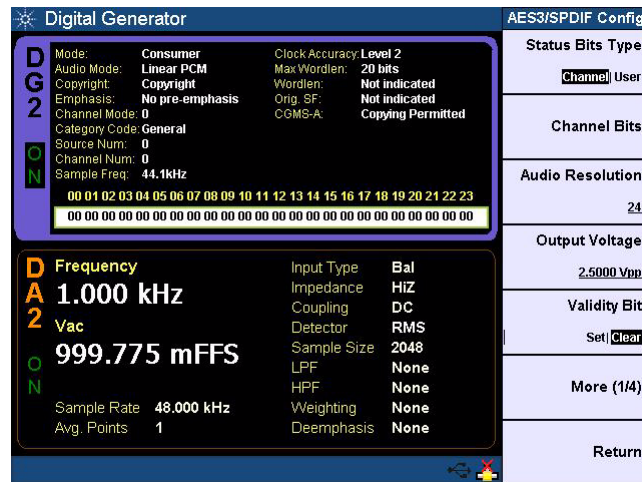 Digital Generator
DG2
ON
Mode: Consumer
Audio Mode: Linear PCM
Copyright: Copyright
Emphasis: No pre-emphasis
Channel Mode: 0
Category Code: General
Source Num: 0
Channel Num: 0
Sample Freq: 44.1kHz
Clock Accuracy: Level 2
Max Wordlen: 20 bits
Wordlen: Not indicated
Orig. SF: Not indicated
CGMS-A: Copying Permitted
00 01 02 03 04 05 06 07 08 09 10 11 12 13 14 15 16 17 18 19 20 21 22 23
00 00 00 00 00 00 00 00 00 00 00 00 00 00 00 00 00 00 00 00 00 00 00 00
DA2
ON
Frequency
1.000 kHz
Vac
999.775 mFFS
Sample Rate 48.000 kHz
Avg. Points 1
Input Type Bal
Impedance HiZ
Coupling DC
Detector RMS
Sample Size 2048
LPF None
HPF None
Weighting None
Deemphasis None
AES3/SPDIF Config
Status Bits Type
Channel| User
Channel Bits
Audio Resolution
24
Output Voltage
2.5000 Vpp
Validity Bit
Set| Clear
More (1/4)
Return